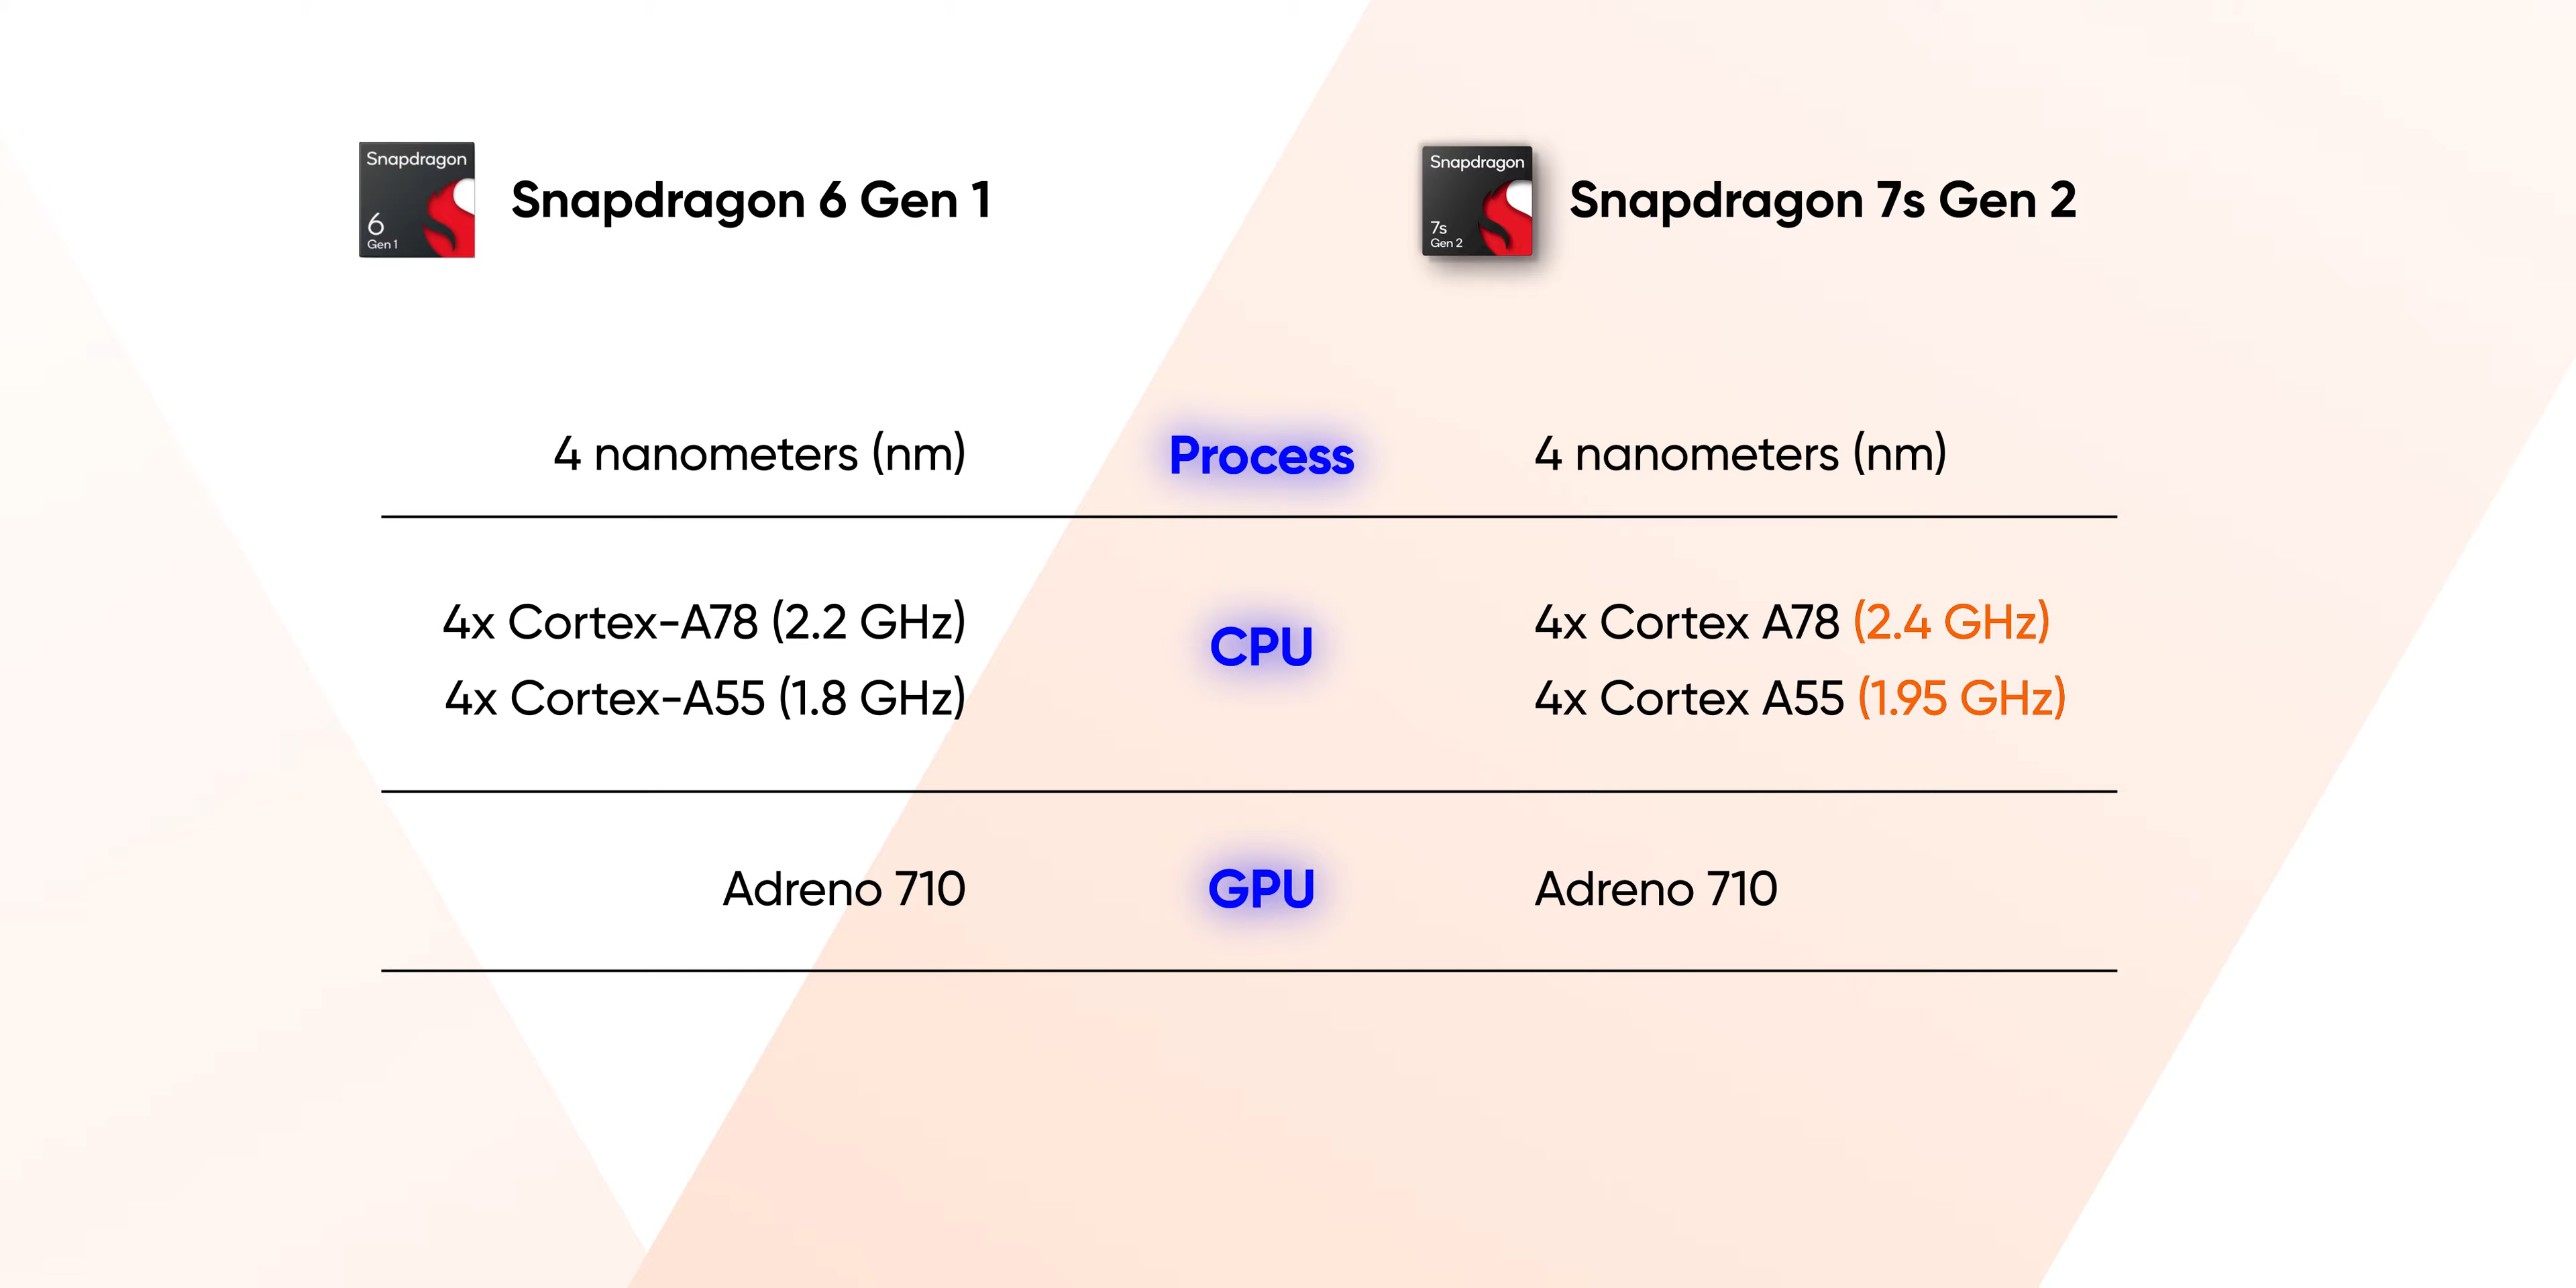 Snapdragon
6
Gen 1
Snapdragon 6 Gen 1
Snapdragon
7s
Gen 2
Snapdragon 7s Gen 2
4 nanometers (nm)
Process
4 nanometers (nm)
4x Cortex-A78 (2.2 GHz)
4x Cortex-A55 (1.8 GHz)
CPU
4x Cortex A78 (2.4 GHz)
4x Cortex A55 (1.95 GHz)
Adreno 710
GPU
Adreno 710